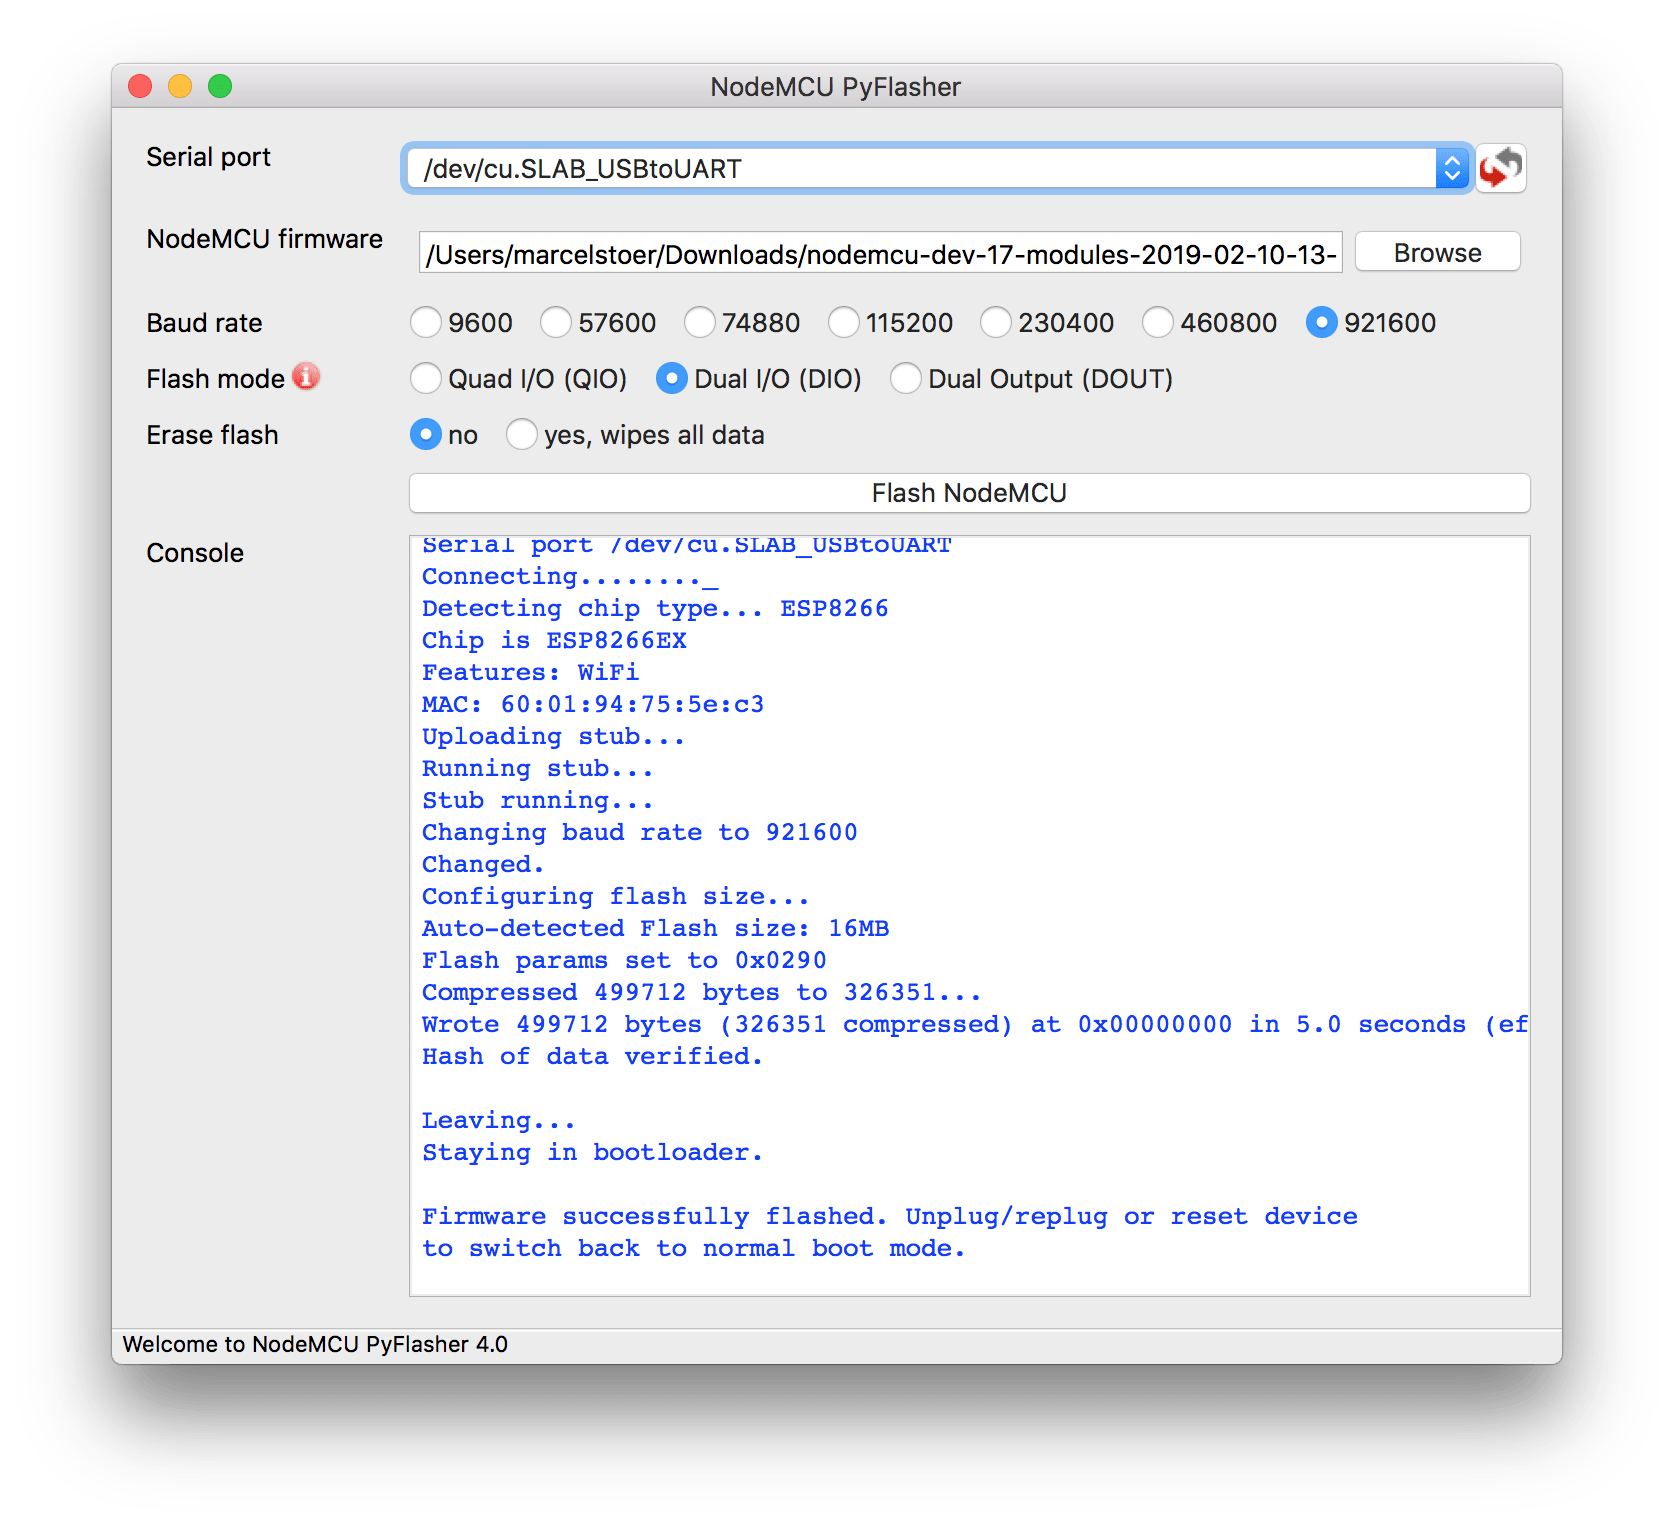 NodeMCU PyFlasher
Serial port /dev/cu.SLAB_USBtoUART
NodeMCU firmware /Users/marcelstoer/Downloads/nodemcu-dev-17-modules-2019-02-10-13- Browse
Baud rate 9600 57600 74880 115200 230400 460800 921600
Flash mode Quad I/O (QIO) Dual I/O (DIO) Dual Output (DOUT)
Erase flash no yes, wipes all data
Flash NodeMCU
Console
Serial port /dev/cu.SLAB_USBtoUART
Connecting........_
Detecting chip type... ESP8266
Chip is ESP8266EX
Features: WiFi
MAC: 60:01:94:75:5e:c3
Uploading stub...
Running stub...
Stub running...
Changing baud rate to 921600
Changed.
Configuring flash size...
Auto-detected Flash size: 16MB
Flash params set to 0x0290
Compressed 499712 bytes to 326351...
Wrote 499712 bytes (326351 compressed) at 0x00000000 in 5.0 seconds (ef
Hash of data verified.
Leaving...
Staying in bootloader.
Firmware successfully flashed. Unplug/replug or reset device
to switch back to normal boot mode.
Welcome to NodeMCU PyFlasher 4.0